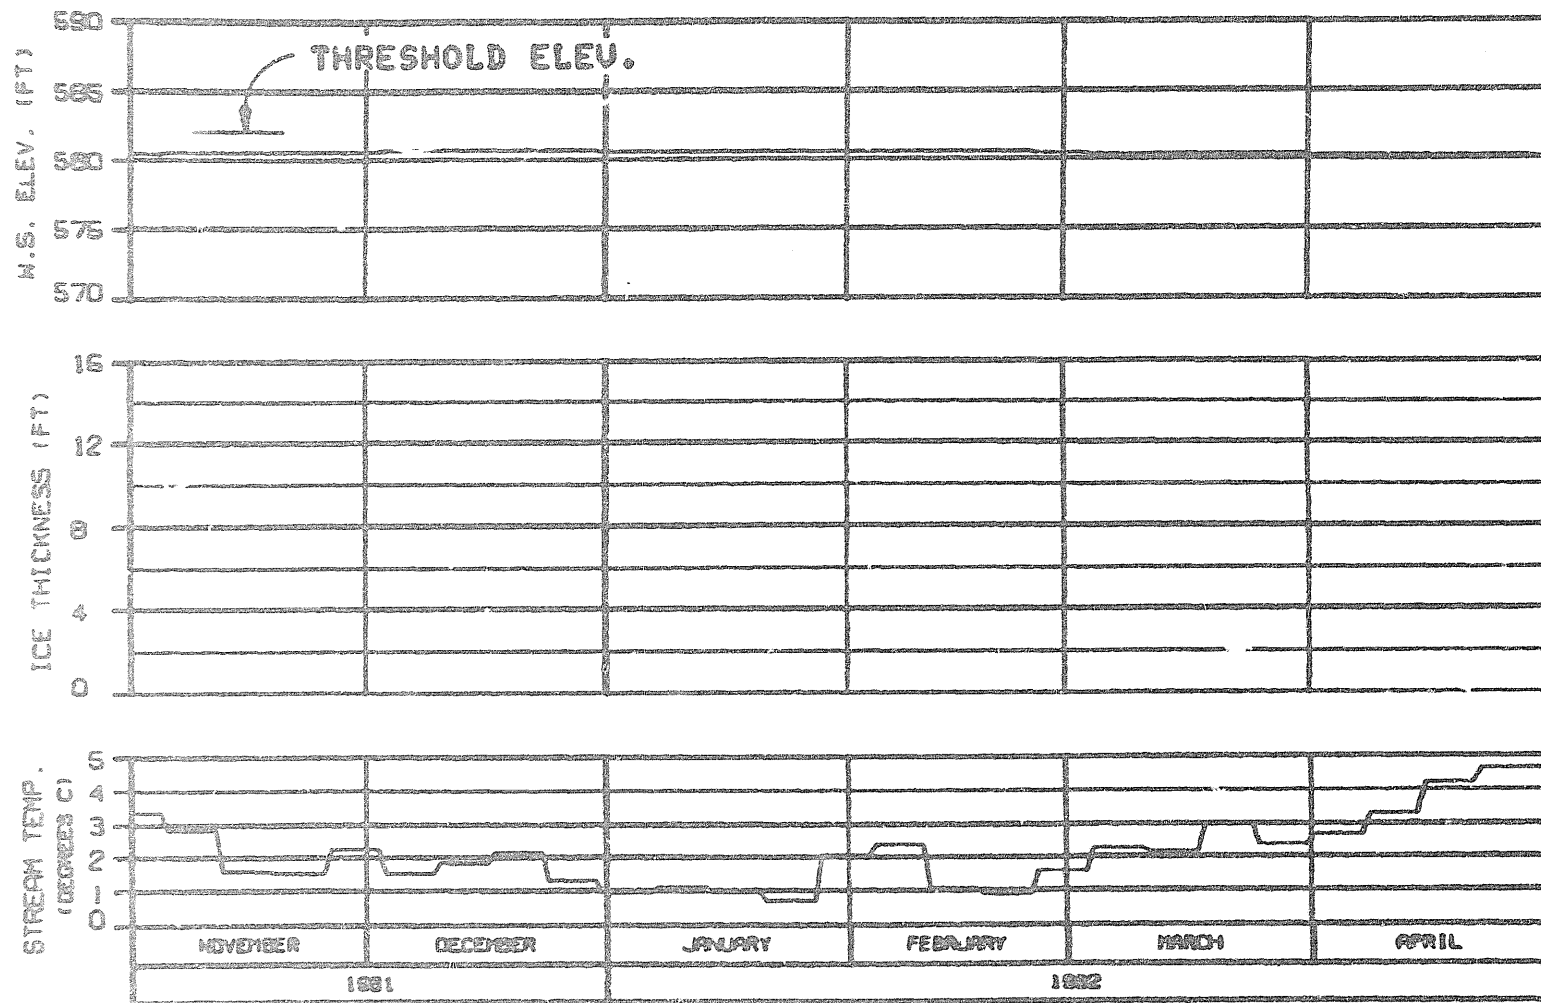 W.S. ELEV. (FT)
590
585
580
575
570
THRESHOLD ELEV.
ICE THICKNESS (FT)
16
12
8
4
0
STREAM TEMP.
(DEGREES C)
5
4
3
2
1
0
NOVEMBER DECEMBER JANUARY FEBRUARY MARCH APRIL
1981 1982